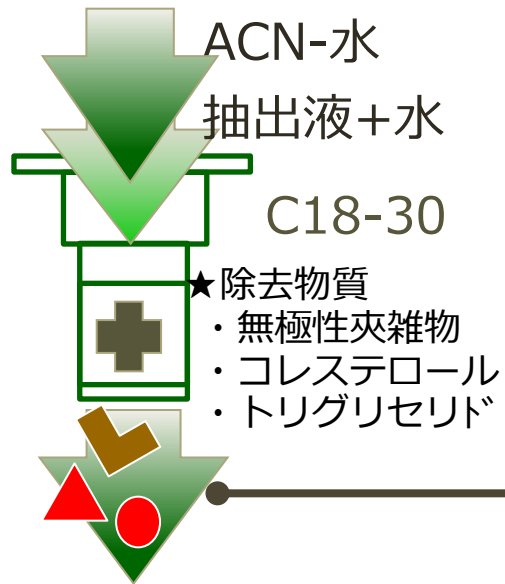 ACN-水
抽出液+水
C18-30
★除去物質
・無極性夾雑物
・コレステロール
・トリグリセリド